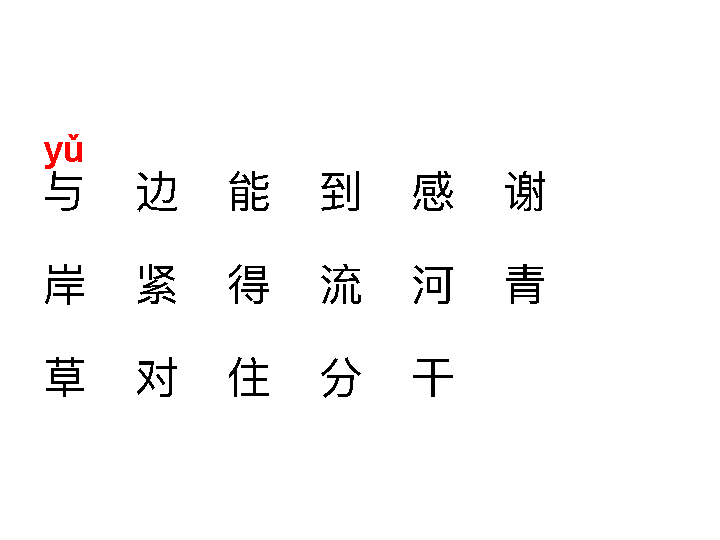 yǔ
与 边 能 到 感 谢
岸 紧 得 流 河 青
草 对 住 分 干